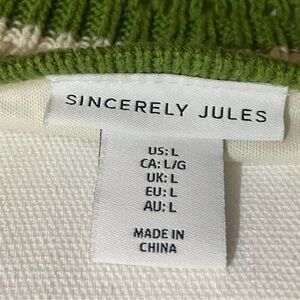 SINCERELY JULES
US: L
CA: L/G
UK: L
EU: L
AU: L
MADE IN
CHINA